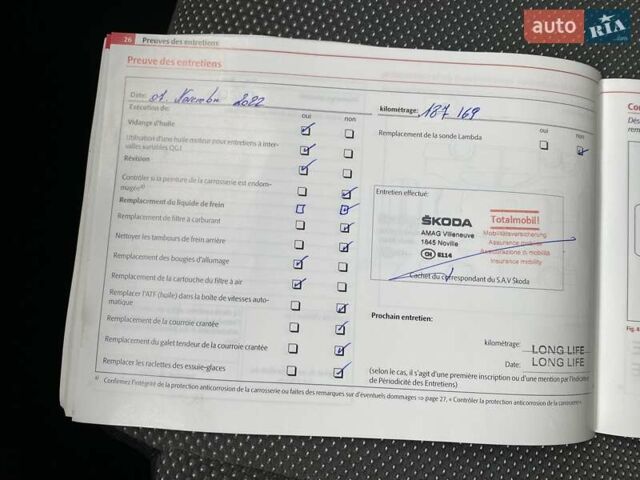 auto RIA.com
26 Preuves des entretiens
Preuve des entretiens
Date: 01 Novembre 2022
Exécution de: oui non
Vidange d'huile
Utilisation d'une huile moteur pour entretiens à inter-
valles variables QG1
Révision
Contrôler si la peinture de la carrosserie est endom-
magée a)
Remplacement du liquide de frein
Remplacement de filtre à carburant
Nettoyer les tambours de frein arrière
Remplacement des bougies d'allumage
Remplacement de la cartouche du filtre à air
Remplacer l'ATF (huile) dans la boîte de vitesses auto-
matique
Remplacement de la courroie crantée
Remplacement du galet tendeur de la courroie crantée
Remplacer les raclettes des essuie-glaces
kilométrage: 187 169
oui non
Remplacement de la sonde Lambda
Entretien effectué:
ŠKODA
AMAG Villeneuve
1845 Noville
CH 8114
Totalmobil!
Mobilitätsversicherung
Assurance mobilité
Assicurazione di mobilità
Insurance mobility
Cachet du correspondant du S.A.V Škoda
Prochain entretien:
kilométrage: LONG LIFE
Date: LONG LIFE
(selon le cas, il s'agit d'une première inscription ou d'une mention par l'indicateur
de Périodicité des Entretiens)
a) Confirmez l'intégrité de la protection anticorrosion de la carrosserie ou faites des remarques sur d'éventuels dommages ⇒ page 27, « Contrôler la protection anticorrosion de la carrosserie».